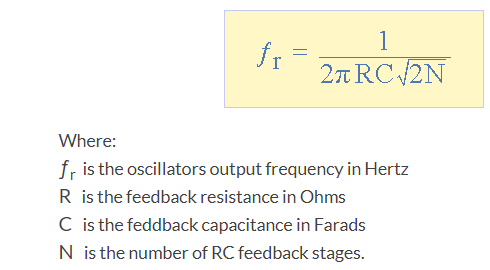 fr = 1 / 2πRC√2N
Where:
fr is the oscillators output frequency in Hertz
R is the feedback resistance in Ohms
C is the feddback capacitance in Farads
N is the number of RC feedback stages.